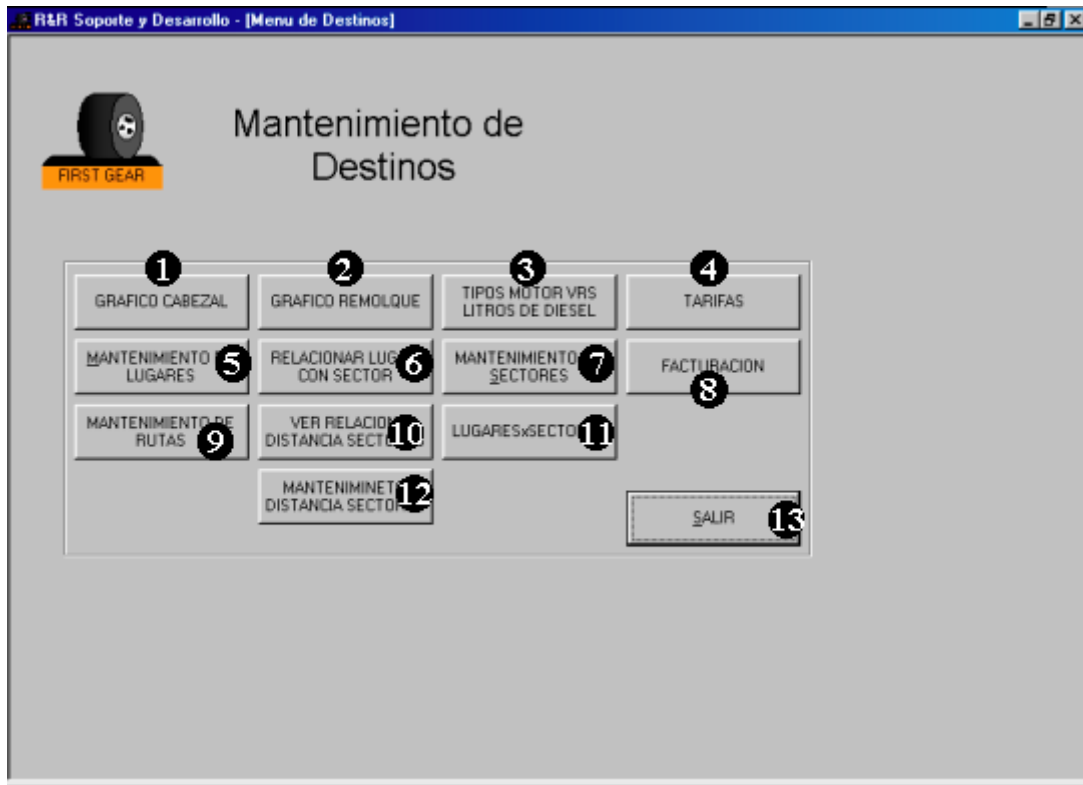 R&R Soporte y Desarrollo - [Menu de Destinos]
Mantenimiento de
Destinos
FIRST GEAR
1
2
3
4
GRAFICO CABEZAL
GRAFICO REMOLQUE
TIPOS MOTOR VRS
LITROS DE DIESEL
TARIFAS
MANTENIMIENTO
LUGARES
5
RELACIONAR
CON SECTOR
6
MANTENIMIENTO
SECTORES
7
FACTURACION
8
MANTENIMIENTO DE
RUTAS
9
VER RELACION
DISTANCIA
10
11
MANTENIMINET
DISTANCIA
12
SALIR
13